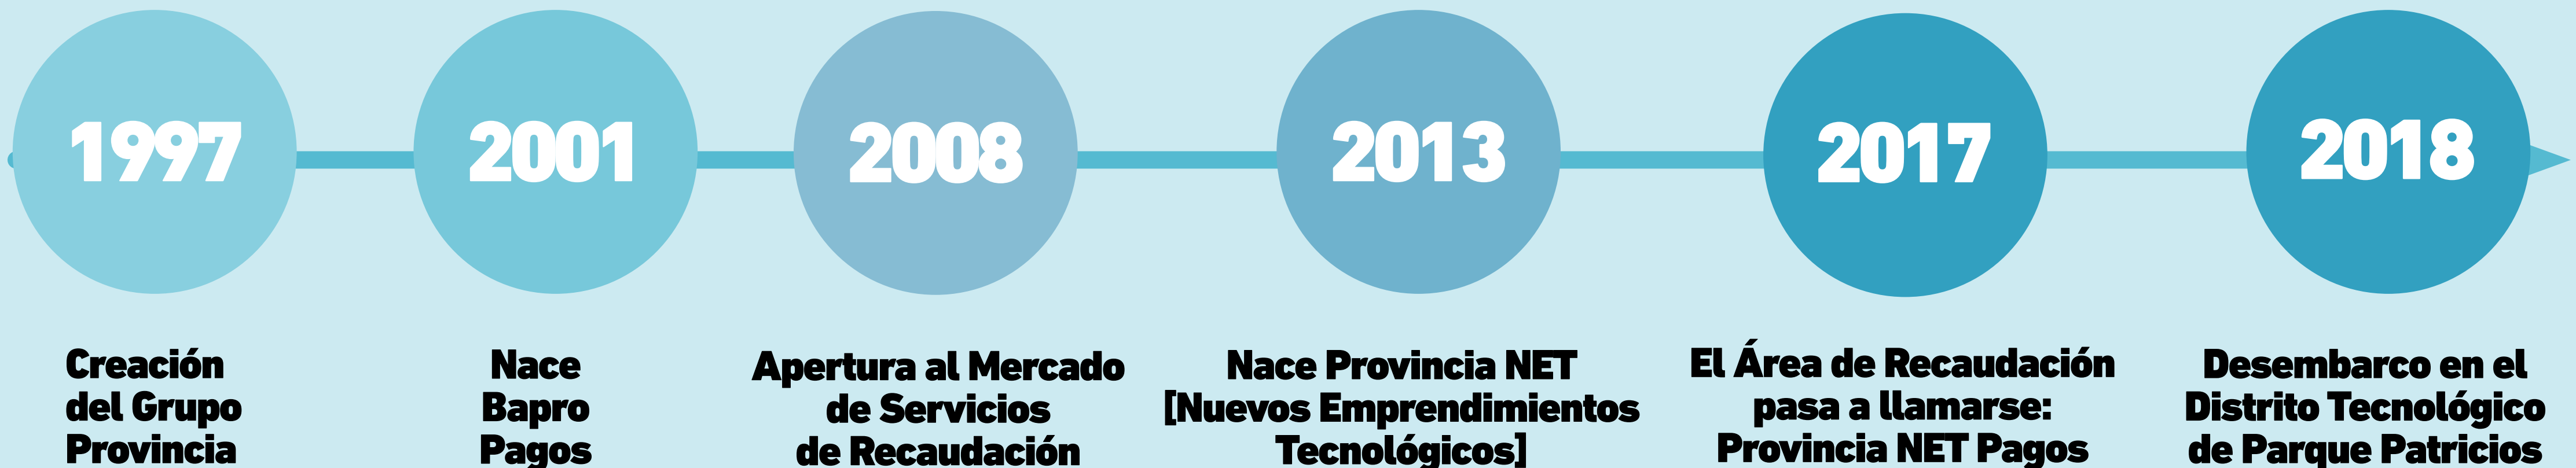 1997
Creación
del Grupo
Provincia
2001
Nace
Bapro
Pagos
2008
Apertura al Mercado
de Servicios
de Recaudación
2013
Nace Provincia NET
[Nuevos Emprendimientos
Tecnológicos]
2017
El Área de Recaudación
pasa a llamarse:
Provincia NET Pagos
2018
Desembarco en el
Distrito Tecnológico
de Parque Patricios